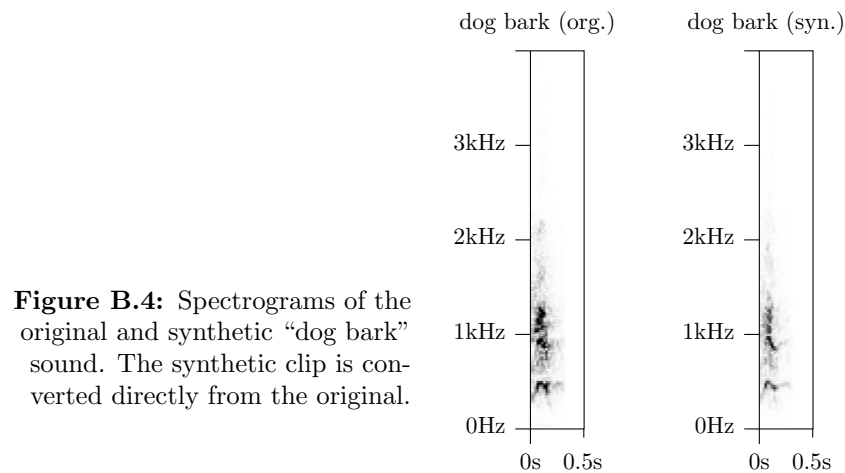 dog bark (org.)
3kHz
2kHz
1kHz
0Hz
0s 0.5s
dog bark (syn.)
3kHz
2kHz
1kHz
0Hz
0s 0.5s
Figure B.4: Spectrograms of the
original and synthetic “dog bark”
sound. The synthetic clip is con-
verted directly from the original.